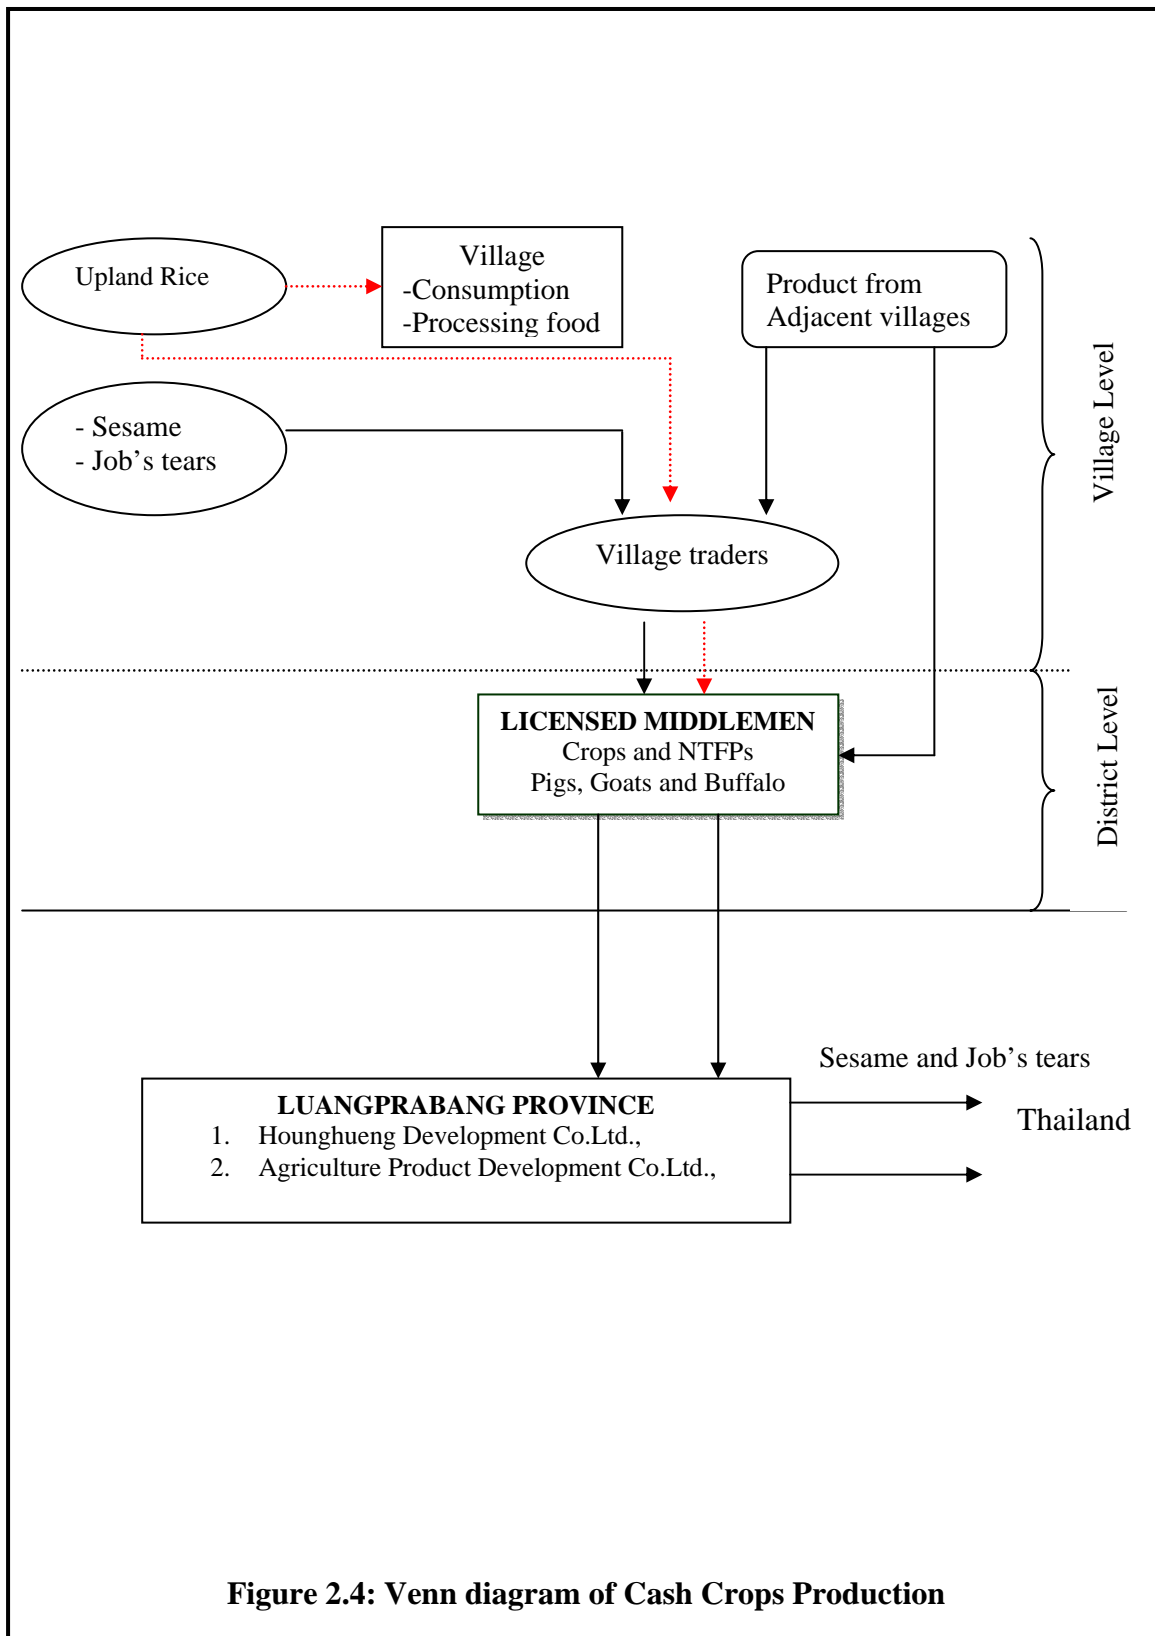 Upland Rice
Village
-Consumption
-Processing food
Product from
Adjacent villages
- Sesame
- Job’s tears
Village traders
Village Level
LICENSED MIDDLEMEN
Crops and NTFPs
Pigs, Goats and Buffalo
District Level
Sesame and Job’s tears
Thailand
LUANGPRABANG PROVINCE
1. Hounghueng Development Co.Ltd.,
2. Agriculture Product Development Co.Ltd.,
Figure 2.4: Venn diagram of Cash Crops Production